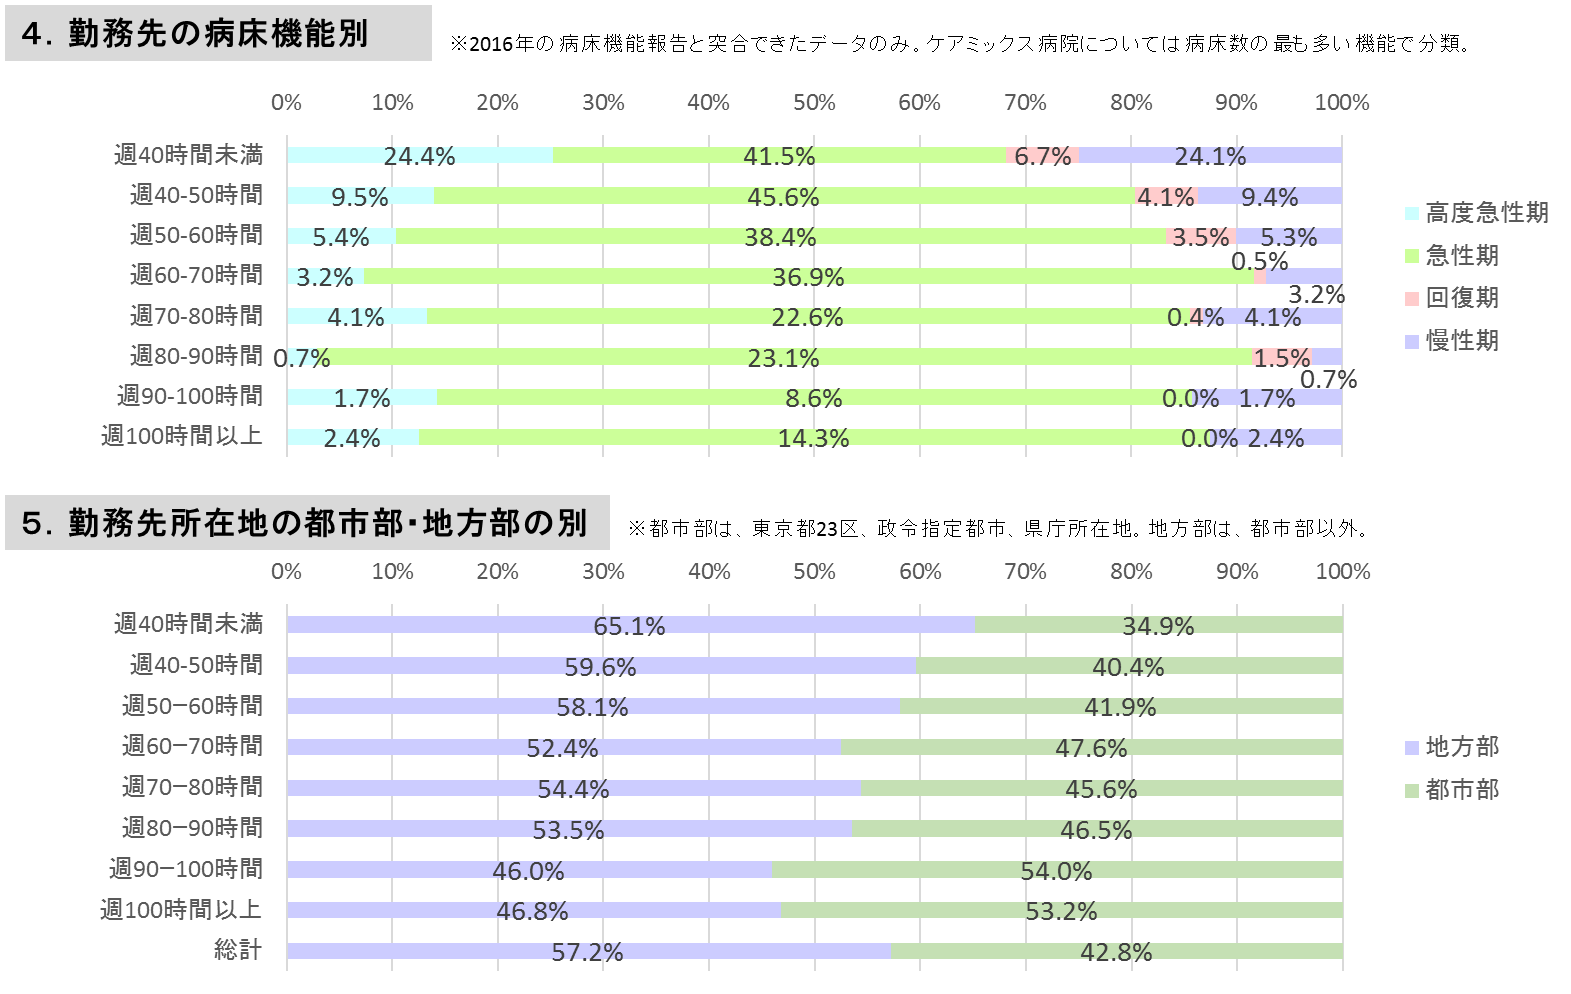 ４．勤務先の病床機能別
※2016年の病床機能報告と突合できたデータのみ。ケアミックス病院については病床数の最も多い機能で分類。
0% 10% 20% 30% 40% 50% 60% 70% 80% 90% 100%
週40時間未満 24.4% 41.5% 6.7% 24.1%
週40-50時間 9.5% 45.6% 4.1% 9.4%
週50-60時間 5.4% 38.4% 3.5% 5.3%
週60-70時間 3.2% 36.9% 0.5% 3.2%
週70-80時間 4.1% 22.6% 0.4% 4.1%
週80-90時間 0.7% 23.1% 1.5% 0.7%
週90-100時間 1.7% 8.6% 0.0% 1.7%
週100時間以上 2.4% 14.3% 0.0% 2.4%
高度急性期
急性期
回復期
慢性期
５．勤務先所在地の都市部・地方部の別
※都市部は、東京都23区、政令指定都市、県庁所在地。地方部は、都市部以外。
0% 10% 20% 30% 40% 50% 60% 70% 80% 90% 100%
週40時間未満 65.1% 34.9%
週40-50時間 59.6% 40.4%
週50－60時間 58.1% 41.9%
週60－70時間 52.4% 47.6%
週70－80時間 54.4% 45.6%
週80－90時間 53.5% 46.5%
週90－100時間 46.0% 54.0%
週100時間以上 46.8% 53.2%
総計 57.2% 42.8%
地方部
都市部